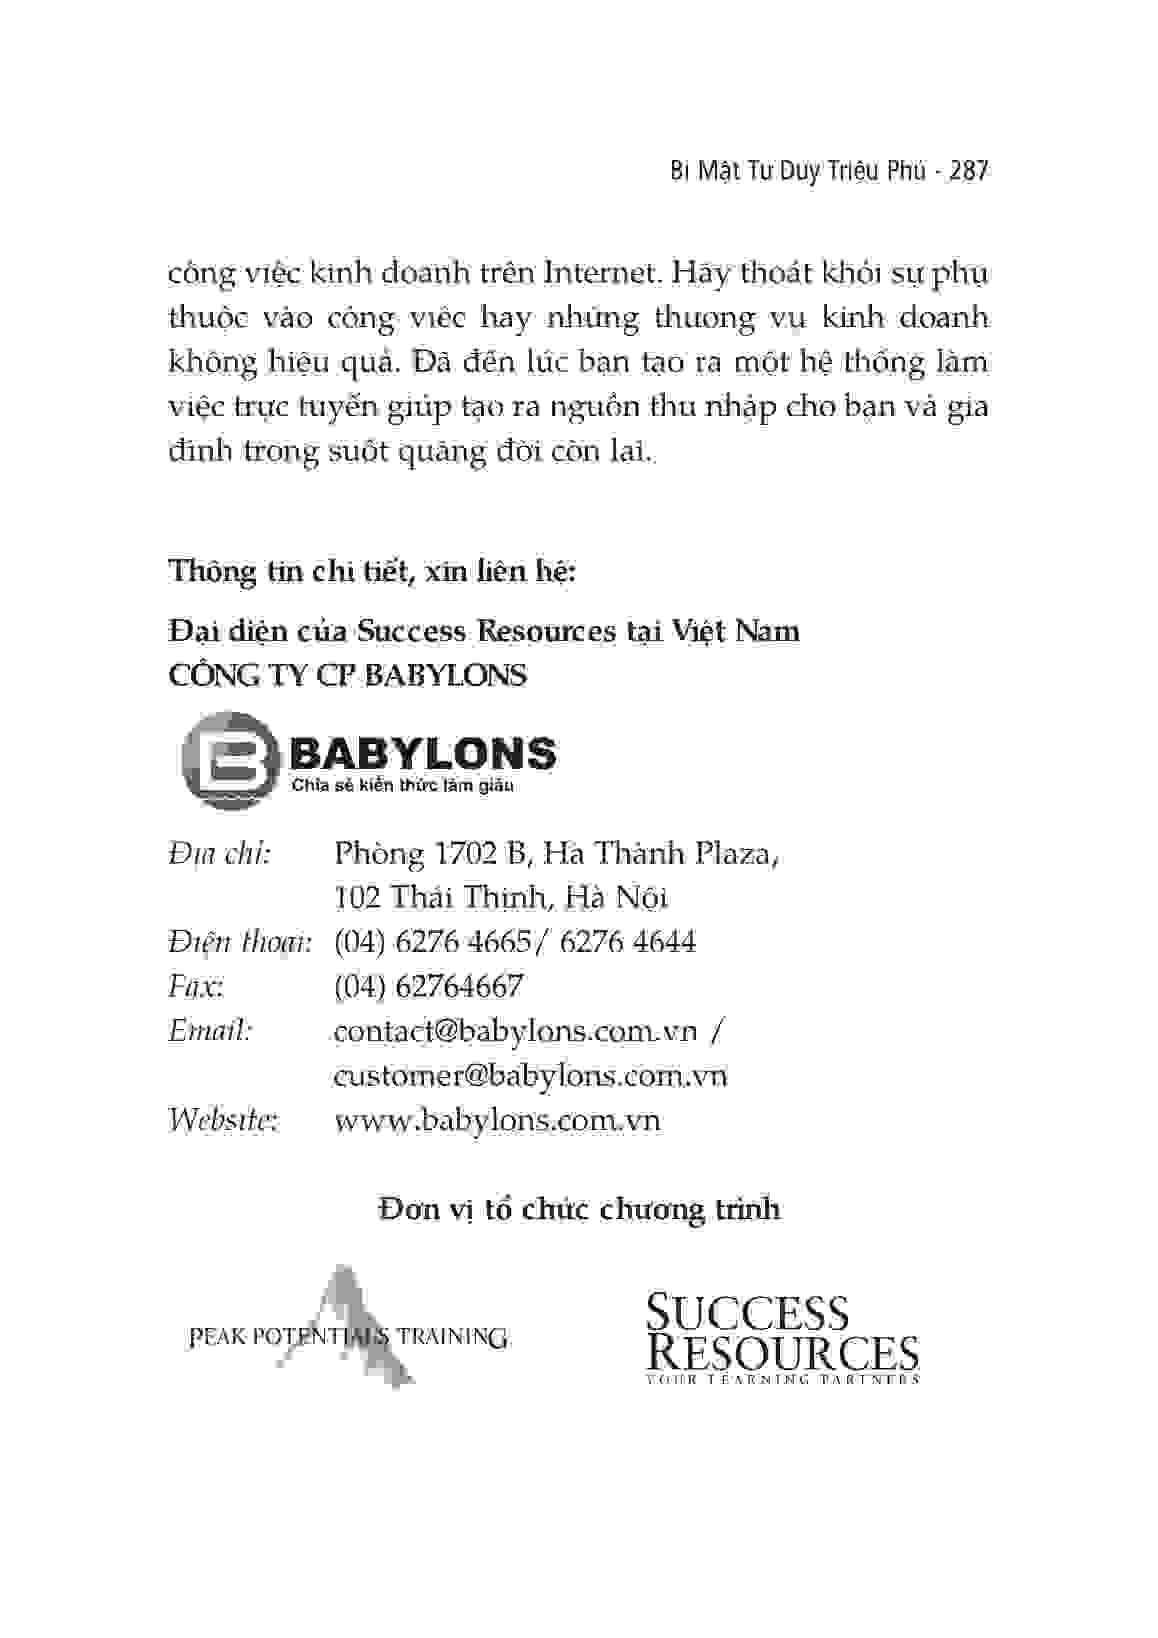 Bí Mật Tư Duy Triệu Phú - 287
công việc kinh doanh trên Internet. Hãy thoát khỏi sự phụ
thuộc vào công việc hay những thương vụ kinh doanh
không hiệu quả. Đã đến lúc bạn tạo ra một hệ thống làm
việc trực tuyến giúp tạo ra nguồn thu nhập cho bạn và gia
đình trong suốt quãng đời còn lại.
Thông tin chi tiết, xin liên hệ:
Đại diện của Success Resources tại Việt Nam
CÔNG TY CP BABYLONS
BABYLONS
Chia sẻ kiến thức làm giàu
Địa chỉ: Phòng 1702 B, Hà Thành Plaza,
102 Thái Thịnh, Hà Nội
Điện thoại: (04) 6276 4665/ 6276 4644
Fax: (04) 62764667
Email: contact@babylons.com.vn /
customer@babylons.com.vn
Website: www.babylons.com.vn
Đơn vị tổ chức chương trình
PEAK POTENTIALS TRAINING
SUCCESS
RESOURCES
YOUR LEARNING PARTNERS